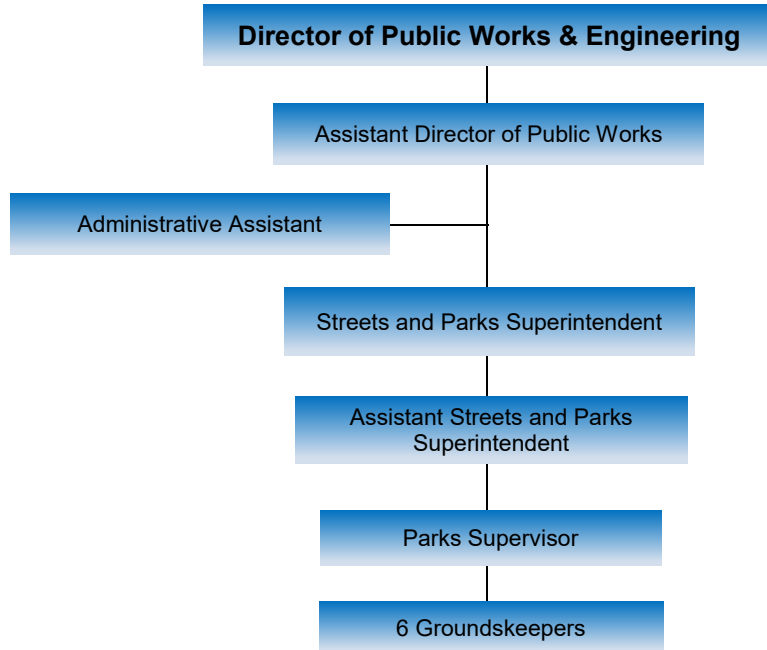 Director of Public Works & Engineering
Assistant Director of Public Works
Administrative Assistant
Streets and Parks Superintendent
Assistant Streets and Parks
Superintendent
Parks Supervisor
6 Groundskeepers